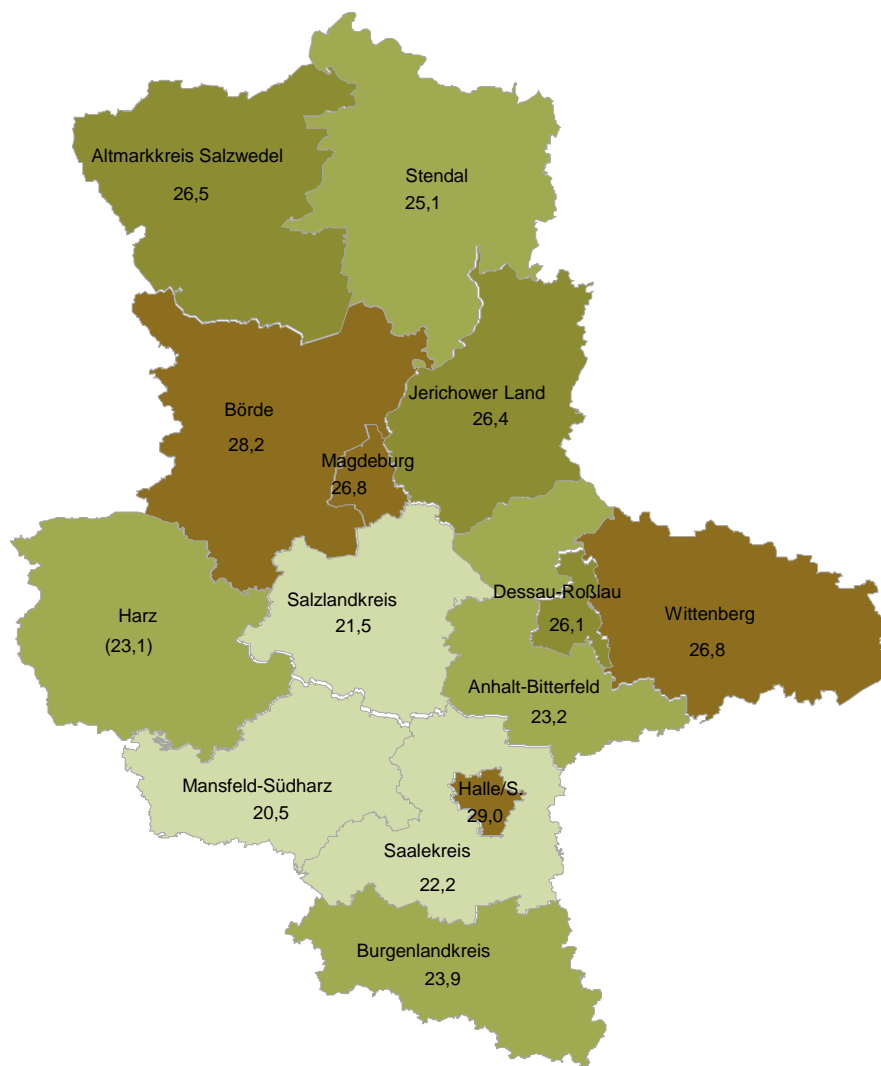 Altmarkkreis Salzwedel
26,5
Stendal
25,1
Jerichower Land
26,4
Börde
28,2
Magdeburg
26,8
Salzlandkreis
21,5
Dessau-Roßlau
26,1
Wittenberg
26,8
Harz
(23,1)
Anhalt-Bitterfeld
23,2
Mansfeld-Südharz
20,5
Halle/S.
29,0
Saalekreis
22,2
Burgenlandkreis
23,9